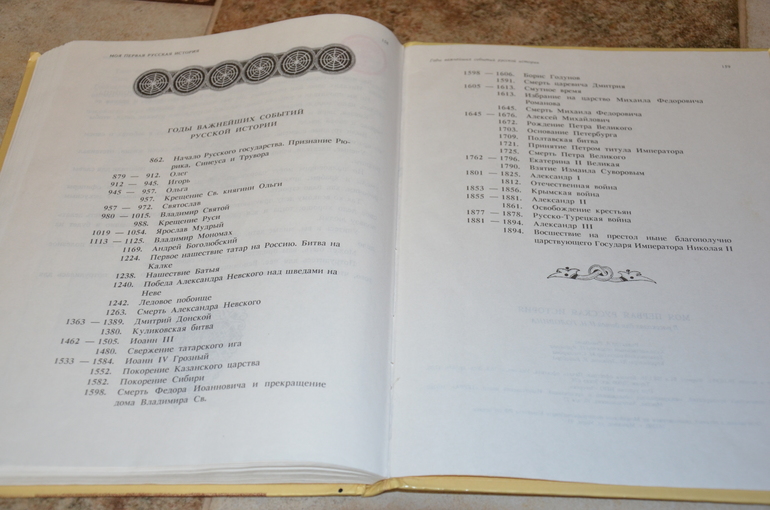 МОЯ ПЕРВАЯ РУССКАЯ ИСТОРИЯ
ГОДЫ ВАЖНЕЙШИХ СОБЫТИЙ
РУССКОЙ ИСТОРИИ
862. Начало Русского государства. Признание Рю-
рика, Синеуса и Трувора
879 — 912. Олег
912 — 945. Игорь
945 — 957. Ольга
957. Крещение Св. княгини Ольги
957 — 972. Святослав
980 — 1015. Владимир Святой
988. Крещение Руси
1019 — 1054. Ярослав Мудрый
1113 — 1125. Владимир Мономах
1169. Андрей Боголюбский
1224. Первое нашествие татар на Россию. Битва на
Калке
1238. Нашествие Батыя
1240. Победа Александра Невского над шведами на
Неве
1242. Ледовое побоище
1263. Смерть Александра Невского
1363 — 1389. Дмитрий Донской
1380. Куликовская битва
1462 — 1505. Иоанн III
1480. Свержение татарского ига
1533 — 1584. Иоанн IV Грозный
1552. Покорение Казанского царства
1582. Покорение Сибири
1598. Смерть Федора Иоанновича и прекращение
дома Владимира Св.
Годы важнейших событий русской истории
1598 — 1606. Борис Годунов
1591. Смерть царевича Дмитрия
1605 — 1613. Смутное время
1613. Избрание на царство Михаила Федоровича
Романова
1645. Смерть Михаила Федоровича
1645 — 1676. Алексей Михайлович
1672. Рождение Петра Великого
1703. Основание Петербурга
1709. Полтавская битва
1721. Принятие Петром титула Императора
1725. Смерть Петра Великого
1762 — 1796. Екатерина II Великая
1790. Взятие Измаила Суворовым
1801 — 1825. Александр I
1812. Отечественная война
1853 — 1856. Крымская война
1855 — 1881. Александр II
1861. Освобождение крестьян
1877 — 1878. Русско-Турецкая война
1881 — 1894. Александр III
1894. Восшествие на престол ныне благополучно
царствующего Государя Императора Николая II